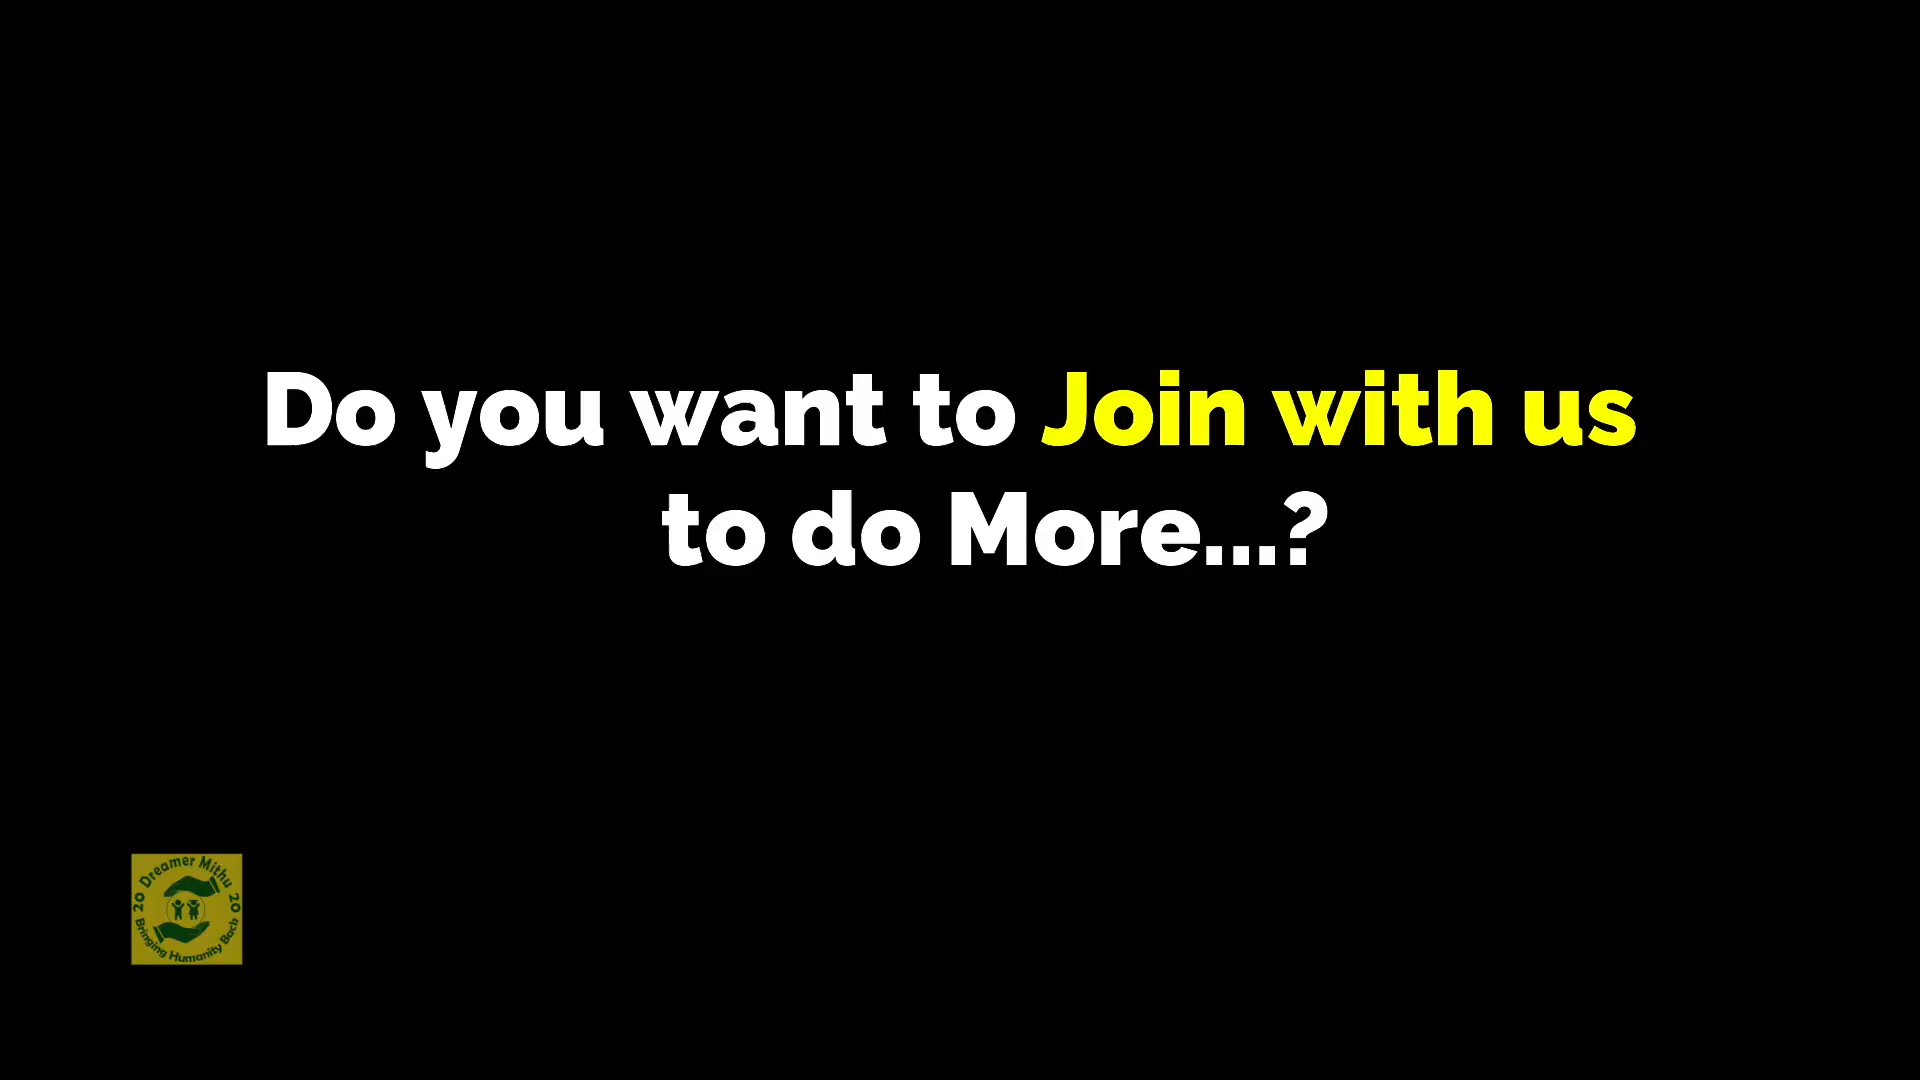 Do you want to Join with us
to do More...?
Dreamer Mithu
20 20
Bringing Humanity Back